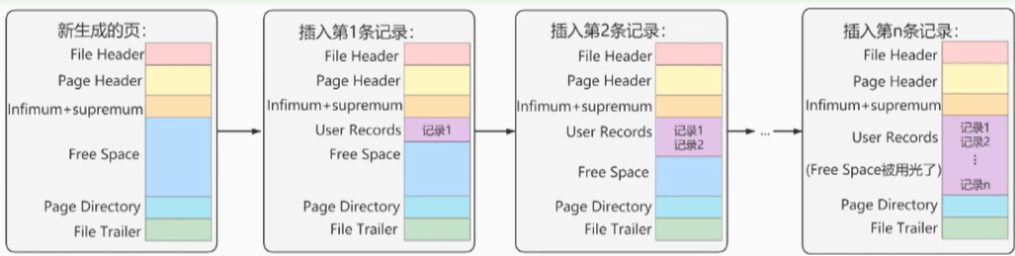 新生成的页：
File Header
Page Header
Infimum+supremum
Free Space
Page Directory
File Trailer
插入第1条记录：
File Header
Page Header
Infimum+supremum
User Records
记录1
Free Space
Page Directory
File Trailer
插入第2条记录：
File Header
Page Header
Infimum+supremum
User Records
记录1
记录2
Free Space
Page Directory
File Trailer
...
插入第n条记录：
File Header
Page Header
Infimum+supremum
User Records
(Free Space被用光了)
记录1
记录2
⋮
记录n
Page Directory
File Trailer